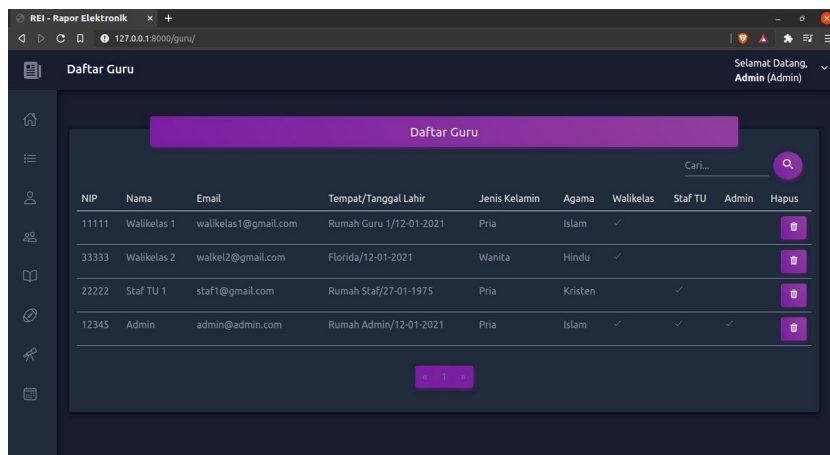 REI - Rapor Elektronik
127.0.0.1:8000/guru/
Daftar Guru
Selamat Datang,
Admin (Admin)
Daftar Guru
Cari...
NIP Nama Email Tempat/Tanggal Lahir Jenis Kelamin Agama Walikelas Staf TU Admin Hapus
11111 Walikelas 1 walikelas1@gmail.com Rumah Guru 1/12-01-2021 Pria Islam ✓
33333 Walikelas 2 walkel2@gmail.com Florida/12-01-2021 Wanita Hindu ✓
22222 Staf TU 1 staf1@gmail.com Rumah Staf/27-01-1975 Pria Kristen ✓
12345 Admin admin@admin.com Rumah Admin/12-01-2021 Pria Islam ✓ ✓ ✓
« 1 »